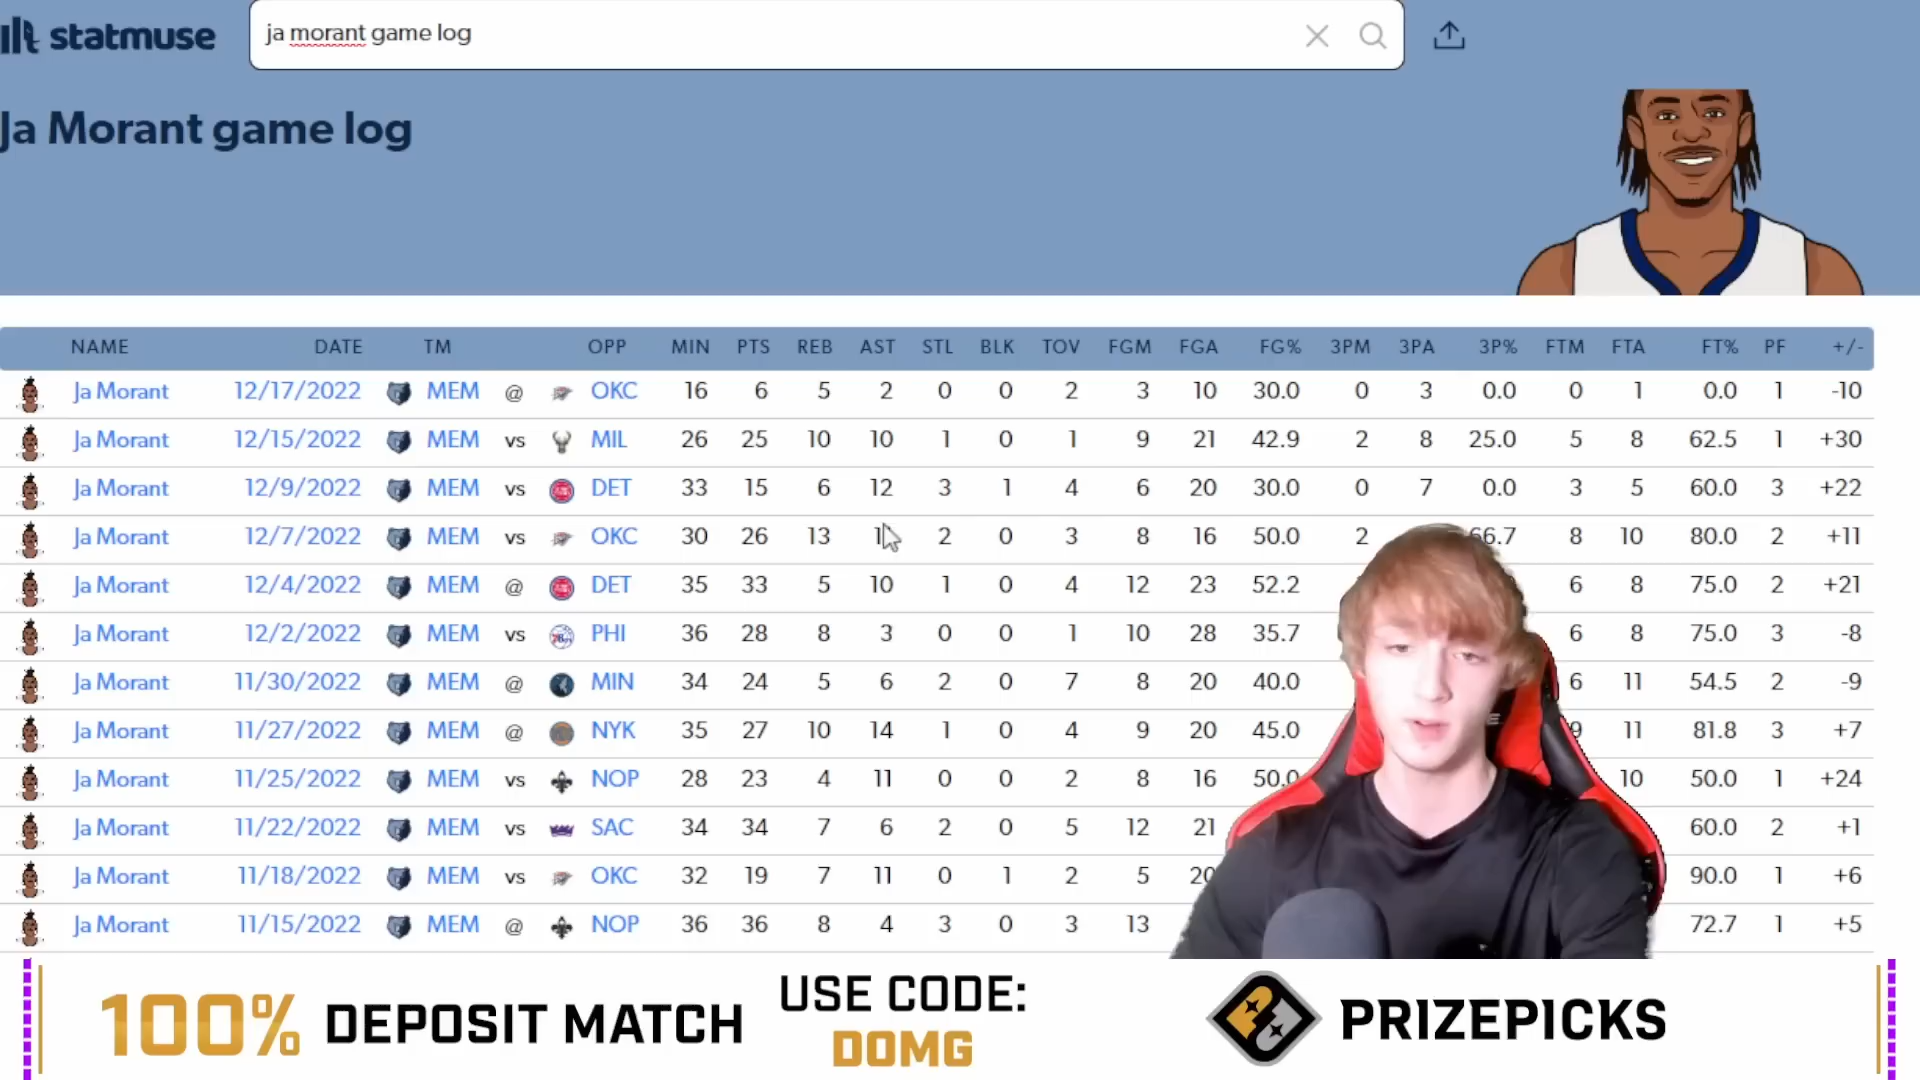 statmuse
ja morant game log
Ja Morant game log
NAME DATE TM OPP MIN PTS REB AST STL BLK TOV FGM FGA FG% 3PM 3PA 3P% FTM FTA FT% PF +/-
Ja Morant 12/17/2022 MEM @ OKC 16 6 5 2 0 0 2 3 10 30.0 0 3 0.0 0 1 0.0 1 -10
Ja Morant 12/15/2022 MEM vs MIL 26 25 10 10 1 0 1 9 21 42.9 2 8 25.0 5 8 62.5 1 +30
Ja Morant 12/9/2022 MEM vs DET 33 15 6 12 3 1 4 6 20 30.0 0 7 0.0 3 5 60.0 3 +22
Ja Morant 12/7/2022 MEM vs OKC 30 26 13 2 0 3 8 16 50.0 2 66.7 8 10 80.0 2 +11
Ja Morant 12/4/2022 MEM @ DET 35 33 5 10 1 0 4 12 23 52.2 6 8 75.0 2 +21
Ja Morant 12/2/2022 MEM vs PHI 36 28 8 3 0 0 1 10 28 35.7 6 8 75.0 3 -8
Ja Morant 11/30/2022 MEM @ MIN 34 24 5 6 2 0 7 8 20 40.0 6 11 54.5 2 -9
Ja Morant 11/27/2022 MEM @ NYK 35 27 10 14 1 0 4 9 20 45.0 9 11 81.8 3 +7
Ja Morant 11/25/2022 MEM vs NOP 28 23 4 11 0 0 2 8 16 50.0 10 50.0 1 +24
Ja Morant 11/22/2022 MEM vs SAC 34 34 7 6 2 0 5 12 21 60.0 2 +1
Ja Morant 11/18/2022 MEM vs OKC 32 19 7 11 0 1 2 5 20 90.0 1 +6
Ja Morant 11/15/2022 MEM @ NOP 36 36 8 4 3 0 3 13 72.7 1 +5
100% DEPOSIT MATCH
USE CODE:
DOMG
PRIZEPICKS